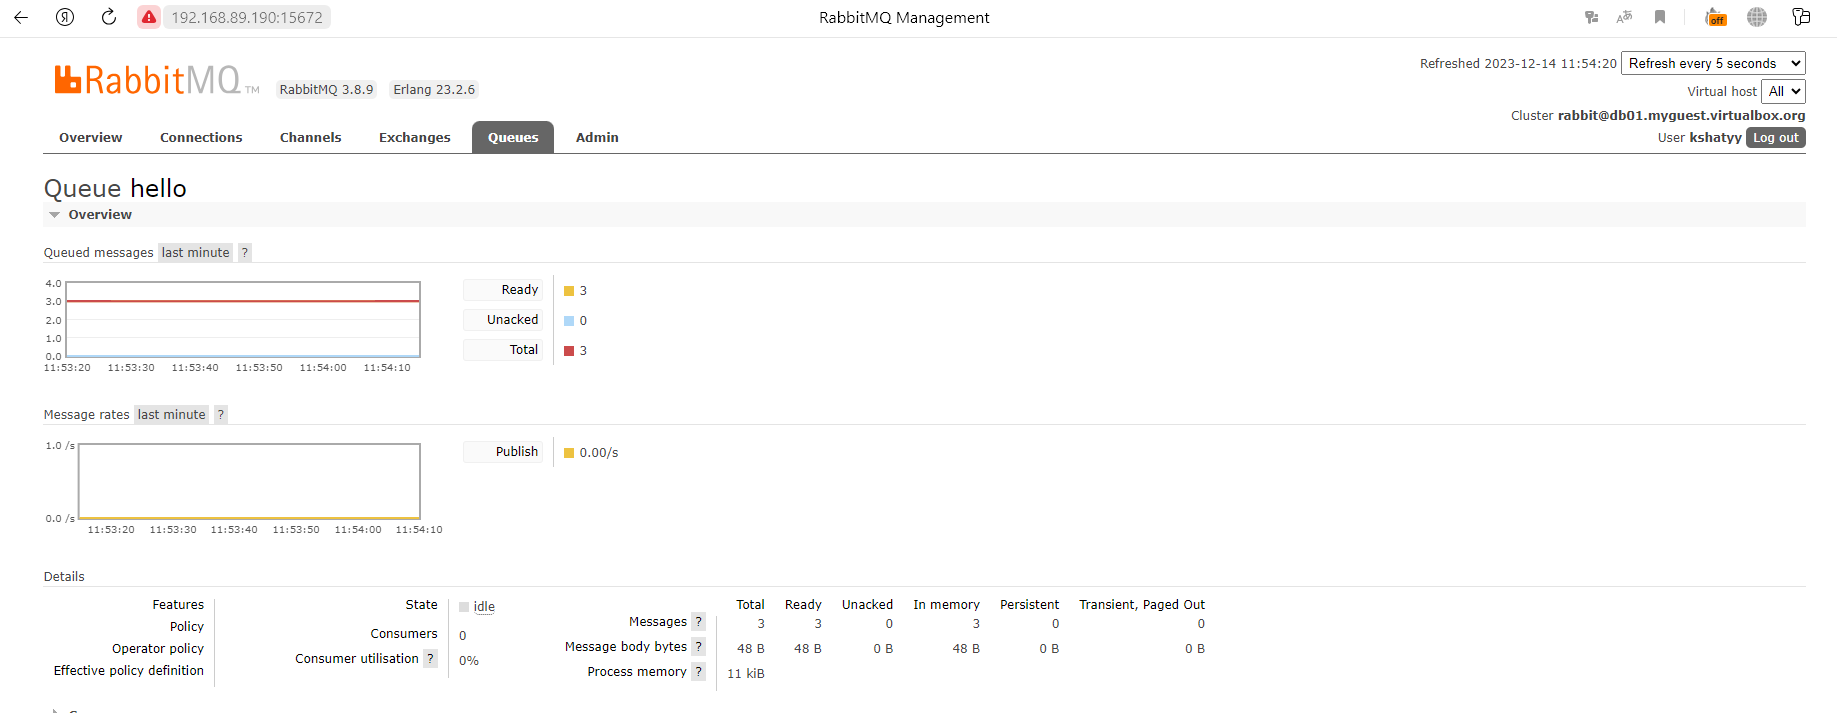 192.168.89.190:15672
RabbitMQ Management
off
RabbitMQ TM
RabbitMQ 3.8.9
Erlang 23.2.6
Refreshed 2023-12-14 11:54:20 Refresh every 5 seconds
Virtual host All
Cluster rabbit@db01.myguest.virtualbox.org
User kshatyy Log out
Overview Connections Channels Exchanges Queues Admin
Queue hello
Overview
Queued messages last minute ?
4.0
3.0
2.0
1.0
0.0
11:53:20 11:53:30 11:53:40 11:53:50 11:54:00 11:54:10
Ready 3
Unacked 0
Total 3
Message rates last minute ?
1.0 /s
0.0 /s
11:53:20 11:53:30 11:53:40 11:53:50 11:54:00 11:54:10
Publish 0.00/s
Details
Features
Policy
Operator policy
Effective policy definition
State idle
Consumers 0
Consumer utilisation ? 0%
Total Ready Unacked In memory Persistent Transient, Paged Out
Messages ? 3 3 0 3 0 0
Message body bytes ? 48 B 48 B 0 B 48 B 0 B 0 B
Process memory ? 11 kiB